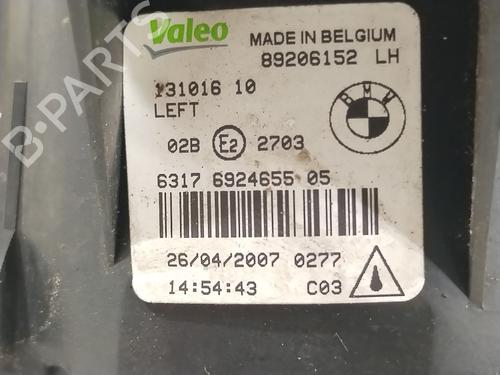 Valeo
MADE IN BELGIUM
89206152 LH
131016 10
LEFT
BMW
02B E2 2703
6317 6924655 05
26/04/2007 0277
14:54:43 C03
B-Parts